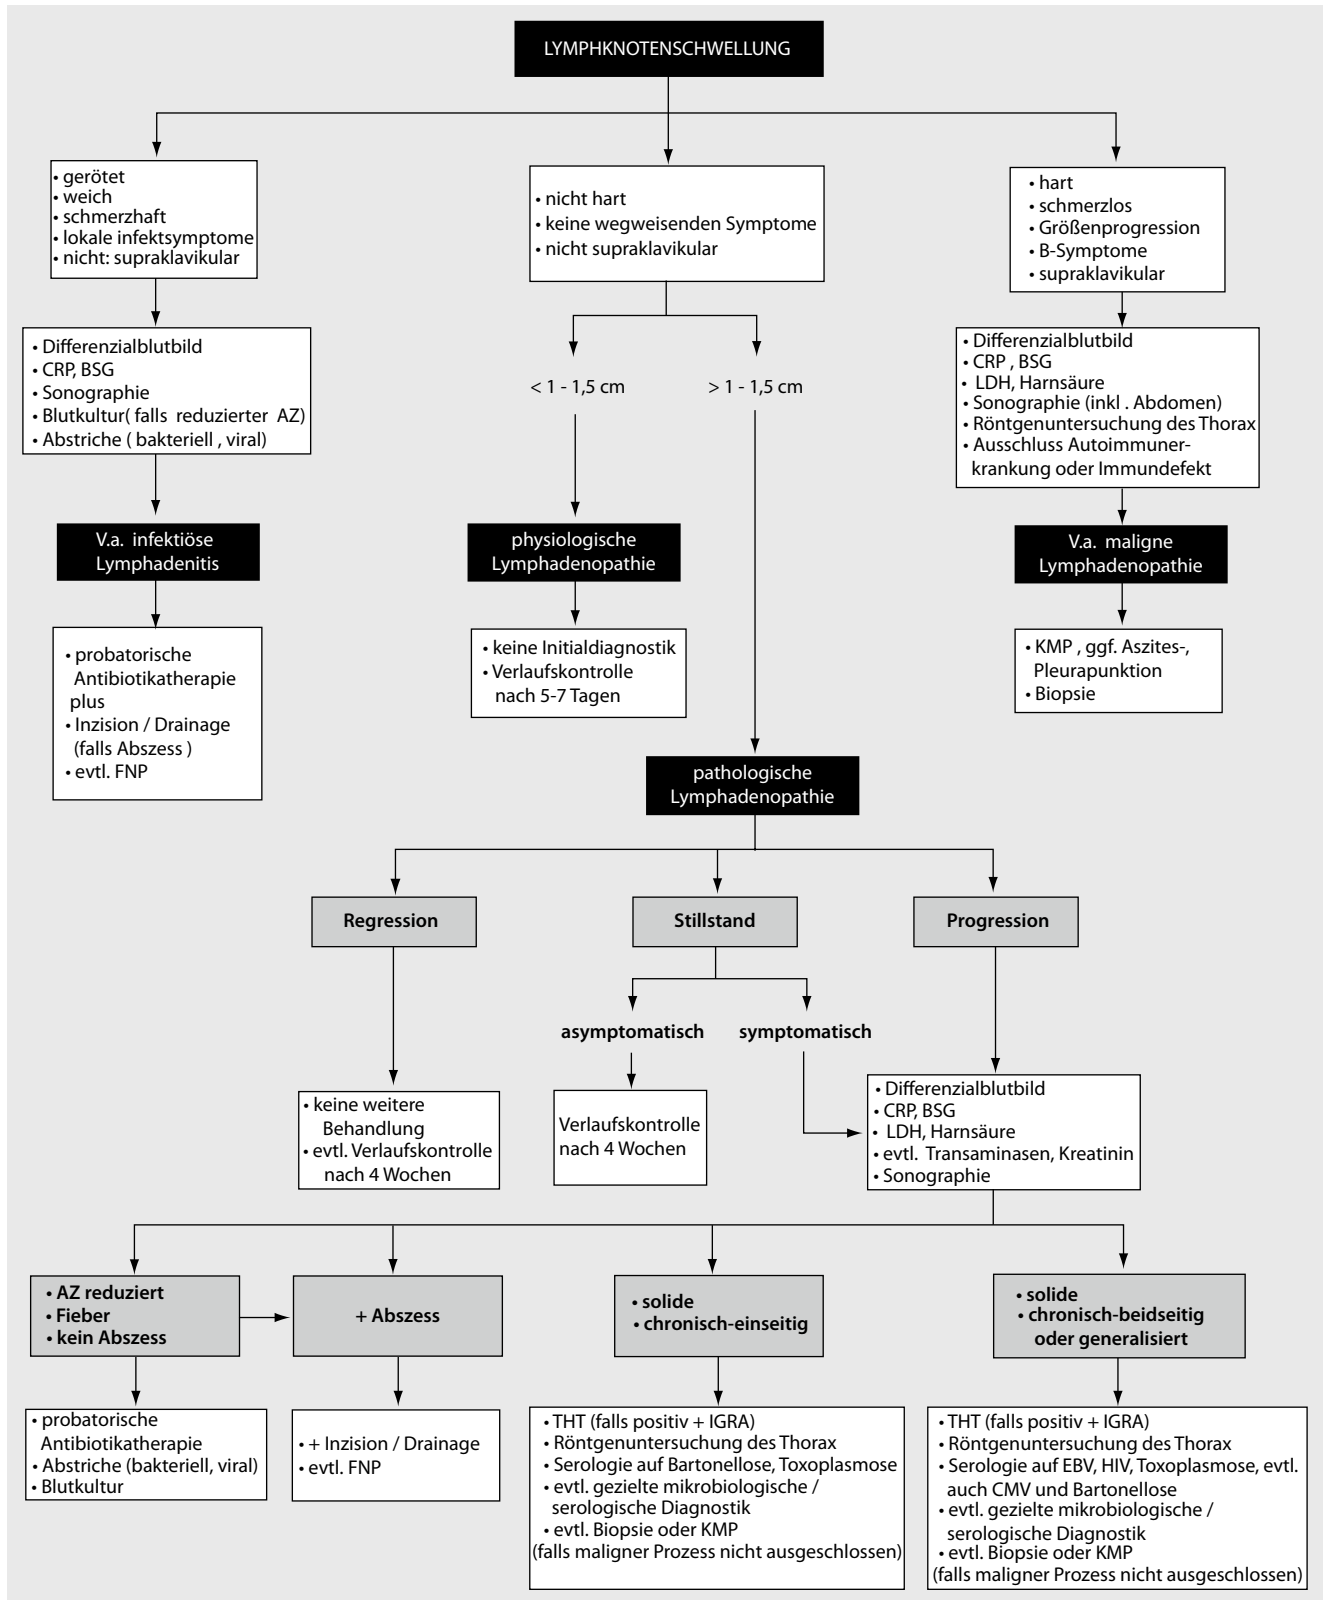 LYMPHKNOTENSCHWELLUNG
• gerötet
• weich
• schmerzhaft
• lokale infektsymptome
• nicht: supraklavikular
• nicht hart
• keine wegweisenden Symptome
• nicht supraklavikular
• hart
• schmerzlos
• Größenprogression
• B-Symptome
• supraklavikular
• Differenzialblutbild
• CRP, BSG
• Sonographie
• Blutkultur( falls reduzierter AZ)
• Abstriche ( bakteriell , viral)
< 1 - 1,5 cm
> 1 - 1,5 cm
• Differenzialblutbild
• CRP , BSG
• LDH, Harnsäure
• Sonographie (inkl . Abdomen)
• Röntgenuntersuchung des Thorax
• Ausschluss Autoimmuner-
krankung oder Immundefekt
V.a. infektiöse
Lymphadenitis
physiologische
Lymphadenopathie
V.a. maligne
Lymphadenopathie
• probatorische
Antibiotikatherapie
plus
• Inzision / Drainage
(falls Abszess )
• evtl. FNP
• keine Initialdiagnostik
• Verlaufskontrolle
nach 5-7 Tagen
• KMP , ggf. Aszites-,
Pleurapunktion
• Biopsie
pathologische
Lymphadenopathie
Regression
Stillstand
Progression
asymptomatisch
symptomatisch
• keine weitere
Behandlung
• evtl. Verlaufskontrolle
nach 4 Wochen
Verlaufskontrolle
nach 4 Wochen
• Differenzialblutbild
• CRP, BSG
• LDH, Harnsäure
• evtl. Transaminasen, Kreatinin
• Sonographie
• AZ reduziert
• Fieber
• kein Abszess
+ Abszess
• solide
• chronisch-einseitig
• solide
• chronisch-beidseitig
oder generalisiert
• probatorische
Antibiotikatherapie
• Abstriche (bakteriell, viral)
• Blutkultur
• + Inzision / Drainage
• evtl. FNP
• THT (falls positiv + IGRA)
• Röntgenuntersuchung des Thorax
• Serologie auf Bartonellose, Toxoplasmose
• evtl. gezielte mikrobiologische /
serologische Diagnostik
• evtl. Biopsie oder KMP
(falls maligner Prozess nicht ausgeschlossen)
• THT (falls positiv + IGRA)
• Röntgenuntersuchung des Thorax
• Serologie auf EBV, HIV, Toxoplasmose, evtl.
auch CMV und Bartonellose
• evtl. gezielte mikrobiologische /
serologische Diagnostik
• evtl. Biopsie oder KMP
(falls maligner Prozess nicht ausgeschlossen)